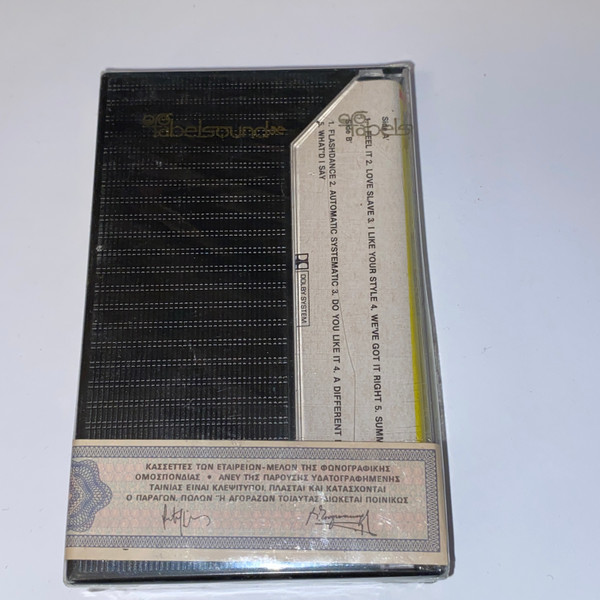 labelsound
Side A'
FEEL IT 2. LOVE SLAVE 3. I LIKE YOUR STYLE 4. WE'VE GOT IT RIGHT 5. SUMM
Side B'
1. FLASHDANCE 2. AUTOMATIC SYSTEMATIC 3. DO YOU LIKE IT 4. A DIFFERENT
5. WHAT'D I SAY
DOLBY SYSTEM
ΚΑΣΣΕΤΤΕΣ ΤΩΝ ΕΤΑΙΡΕΙΩΝ-ΜΕΛΩΝ ΤΗΣ ΦΩΝΟΓΡΑΦΙΚΗΣ
ΟΜΟΣΠΟΝΔΙΑΣ • ΑΝΕΥ ΤΗΣ ΠΑΡΟΥΣΗΣ ΥΔΑΤΟΓΡΑΦΗΜΕΝΗΣ
ΤΑΙΝΙΑΣ ΕΙΝΑΙ ΚΛΕΨΙΤΥΠΟΙ, ΠΛΑΣΤΑΙ ΚΑΙ ΚΑΤΑΣΧΟΝΤΑΙ
Ο ΠΑΡΑΓΩΝ, ΠΩΛΩΝ Ή ΑΓΟΡΑΖΩΝ ΤΟΙΑΥΤΑΣ ΔΙΩΚΕΤΑΙ ΠΟΙΝΙΚΩΣ